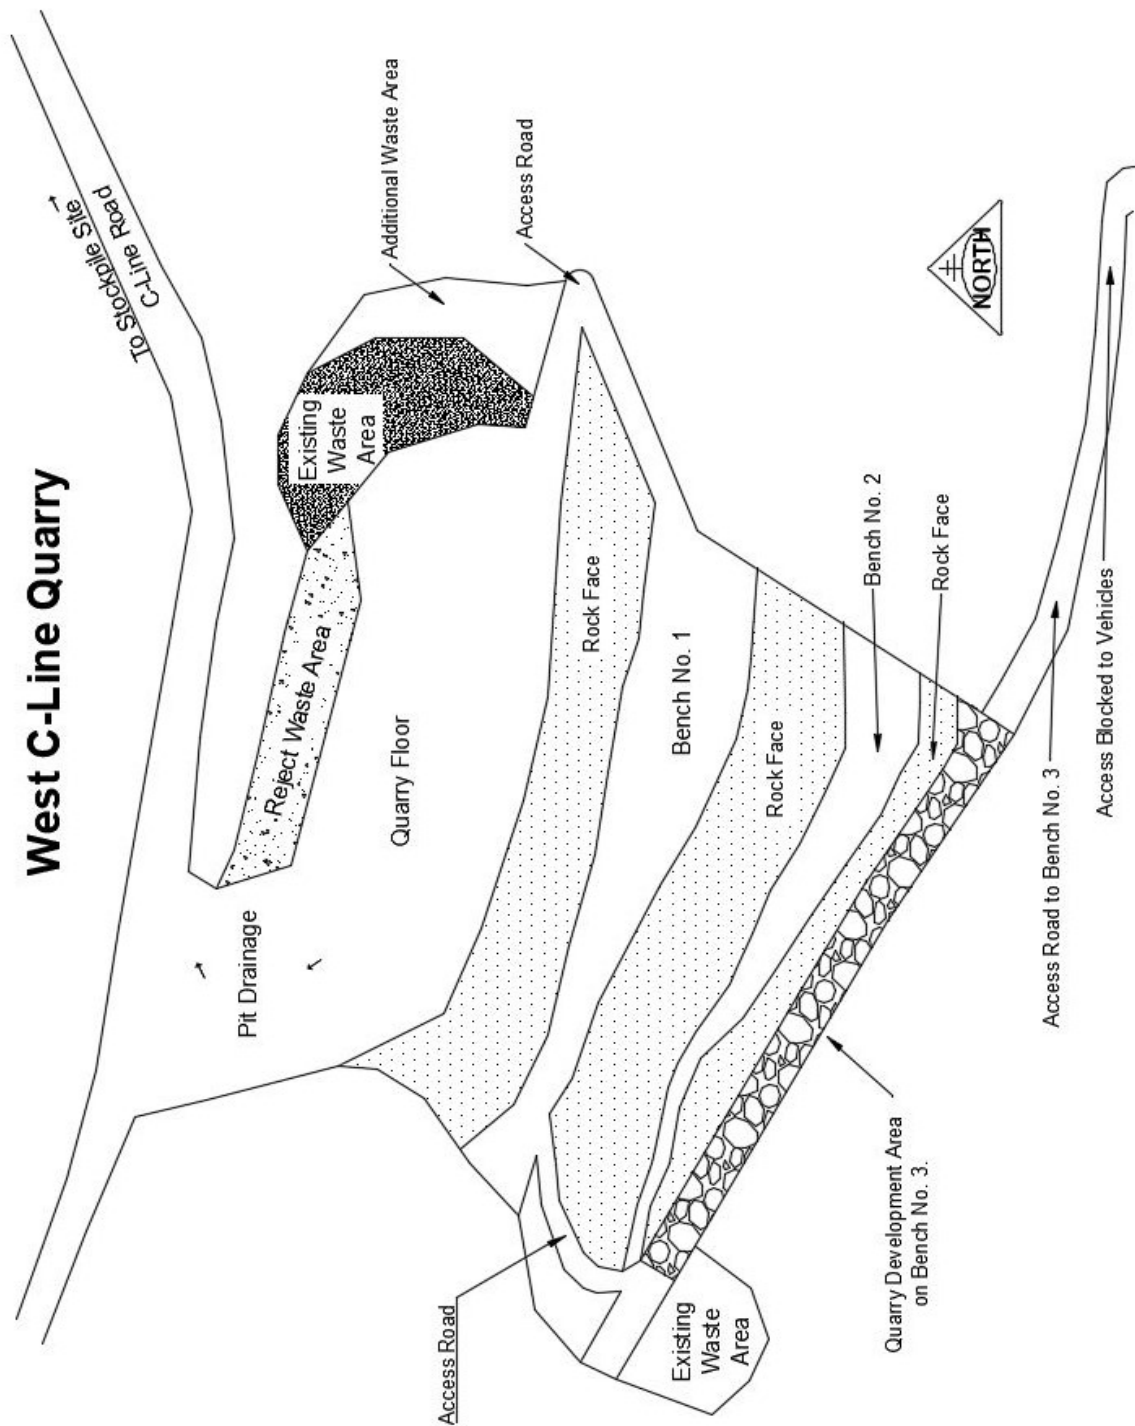 West C-Line Quarry
To Stockpile Site →
C-Line Road
Additional Waste Area
Access Road
Existing
Waste
Area
Reject Waste Area
Pit Drainage
Quarry Floor
Rock Face
Bench No. 1
Rock Face
Bench No. 2
Rock Face
NORTH
Access Road
Existing
Waste
Area
Quarry Development Area
on Bench No. 3.
Access Road to Bench No. 3
Access Blocked to Vehicles